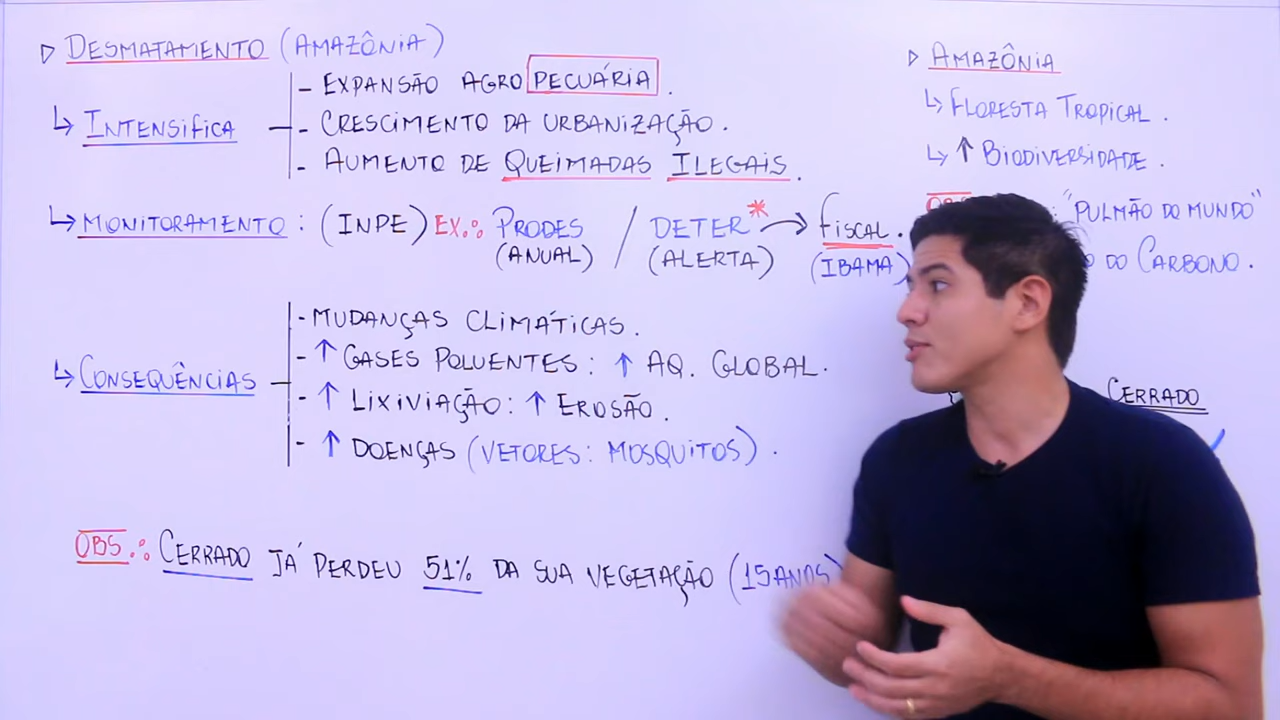 ▷ DESMATAMENTO (AMAZÔNIA)
↳ INTENSIFICA
- EXPANSÃO AGROPECUÁRIA.
- CRESCIMENTO DA URBANIZAÇÃO.
- AUMENTO DE QUEIMADAS ILEGAIS.
↳ MONITORAMENTO: (INPE) EX.: PRODES (ANUAL) / DETER* (ALERTA) → FISCAL. (IBAMA)
↳ CONSEQUÊNCIAS
- MUDANÇAS CLIMÁTICAS.
- ↑ GASES POLUENTES: ↑ AQ. GLOBAL.
- ↑ LIXIVIAÇÃO: ↑ EROSÃO.
- ↑ DOENÇAS (VETORES: MOSQUITOS).
OBS.: CERRADO JÁ PERDEU 51% DA SUA VEGETAÇÃO (15 ANOS)
▷ AMAZÔNIA
↳ FLORESTA TROPICAL.
↳ ↑ BIODIVERSIDADE.
"PULMÃO DO MUNDO"
DO CARBONO.
CERRADO